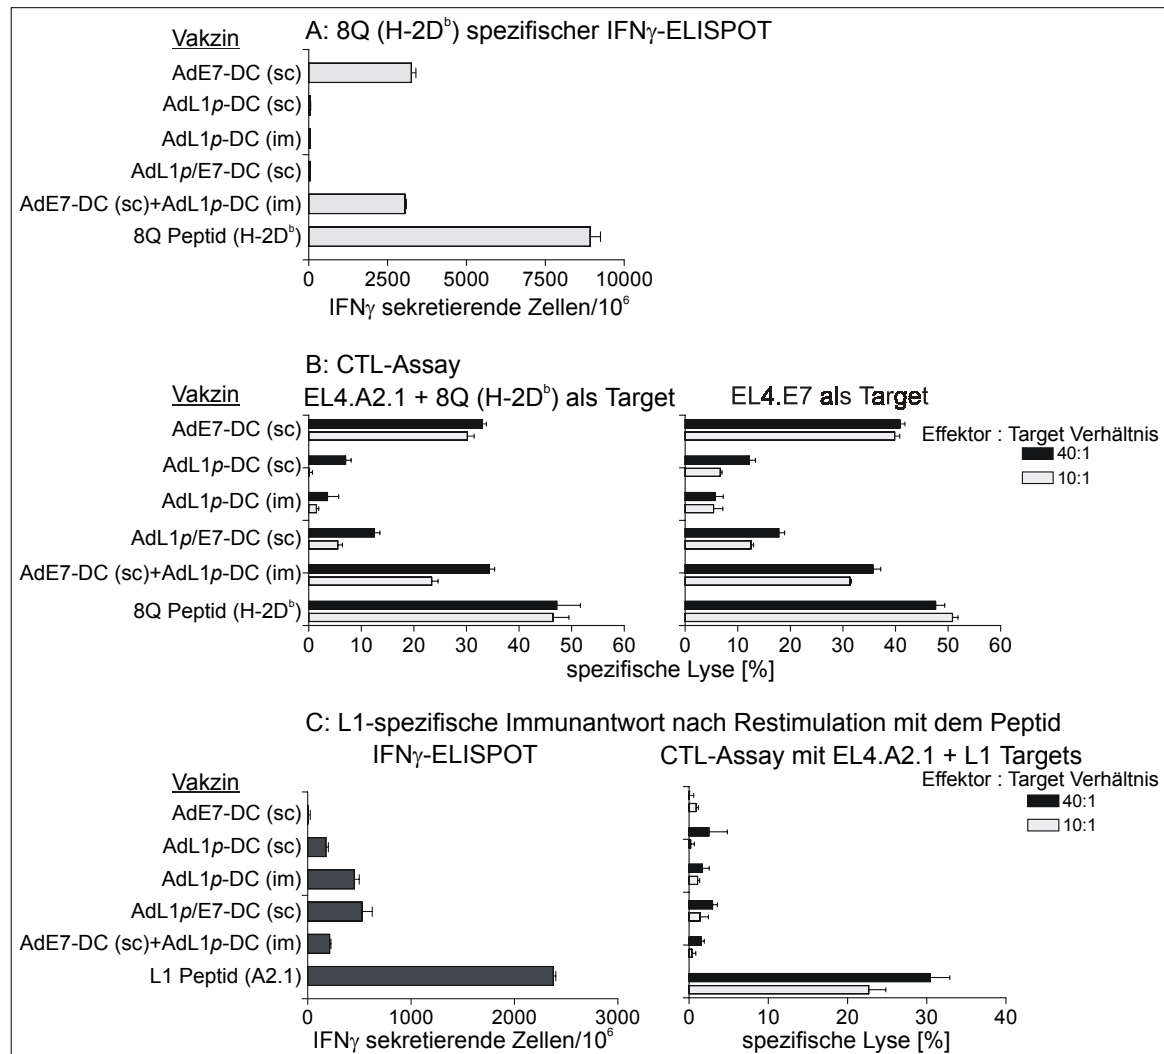 A: 8Q (H-2Dᵇ) spezifischer IFNγ-ELISPOT
Vakzin
AdE7-DC (sc)
AdL1p-DC (sc)
AdL1p-DC (im)
AdL1p/E7-DC (sc)
AdE7-DC (sc)+AdL1p-DC (im)
8Q Peptid (H-2Dᵇ)
0 2500 5000 7500 10000
IFNγ sekretierende Zellen/10⁶
B: CTL-Assay
Vakzin
EL4.A2.1 + 8Q (H-2Dᵇ) als Target
EL4.E7 als Target
AdE7-DC (sc)
AdL1p-DC (sc)
AdL1p-DC (im)
AdL1p/E7-DC (sc)
AdE7-DC (sc)+AdL1p-DC (im)
8Q Peptid (H-2Dᵇ)
Effektor : Target Verhältnis
40:1
10:1
0 10 20 30 40 50 60
0 10 20 30 40 50 60
spezifische Lyse [%]
C: L1-spezifische Immunantwort nach Restimulation mit dem Peptid
IFNγ-ELISPOT
CTL-Assay mit EL4.A2.1 + L1 Targets
Vakzin
AdE7-DC (sc)
AdL1p-DC (sc)
AdL1p-DC (im)
AdL1p/E7-DC (sc)
AdE7-DC (sc)+AdL1p-DC (im)
L1 Peptid (A2.1)
Effektor : Target Verhältnis
40:1
10:1
0 1000 2000 3000
IFNγ sekretierende Zellen/10⁶
0 10 20 30 40
spezifische Lyse [%]